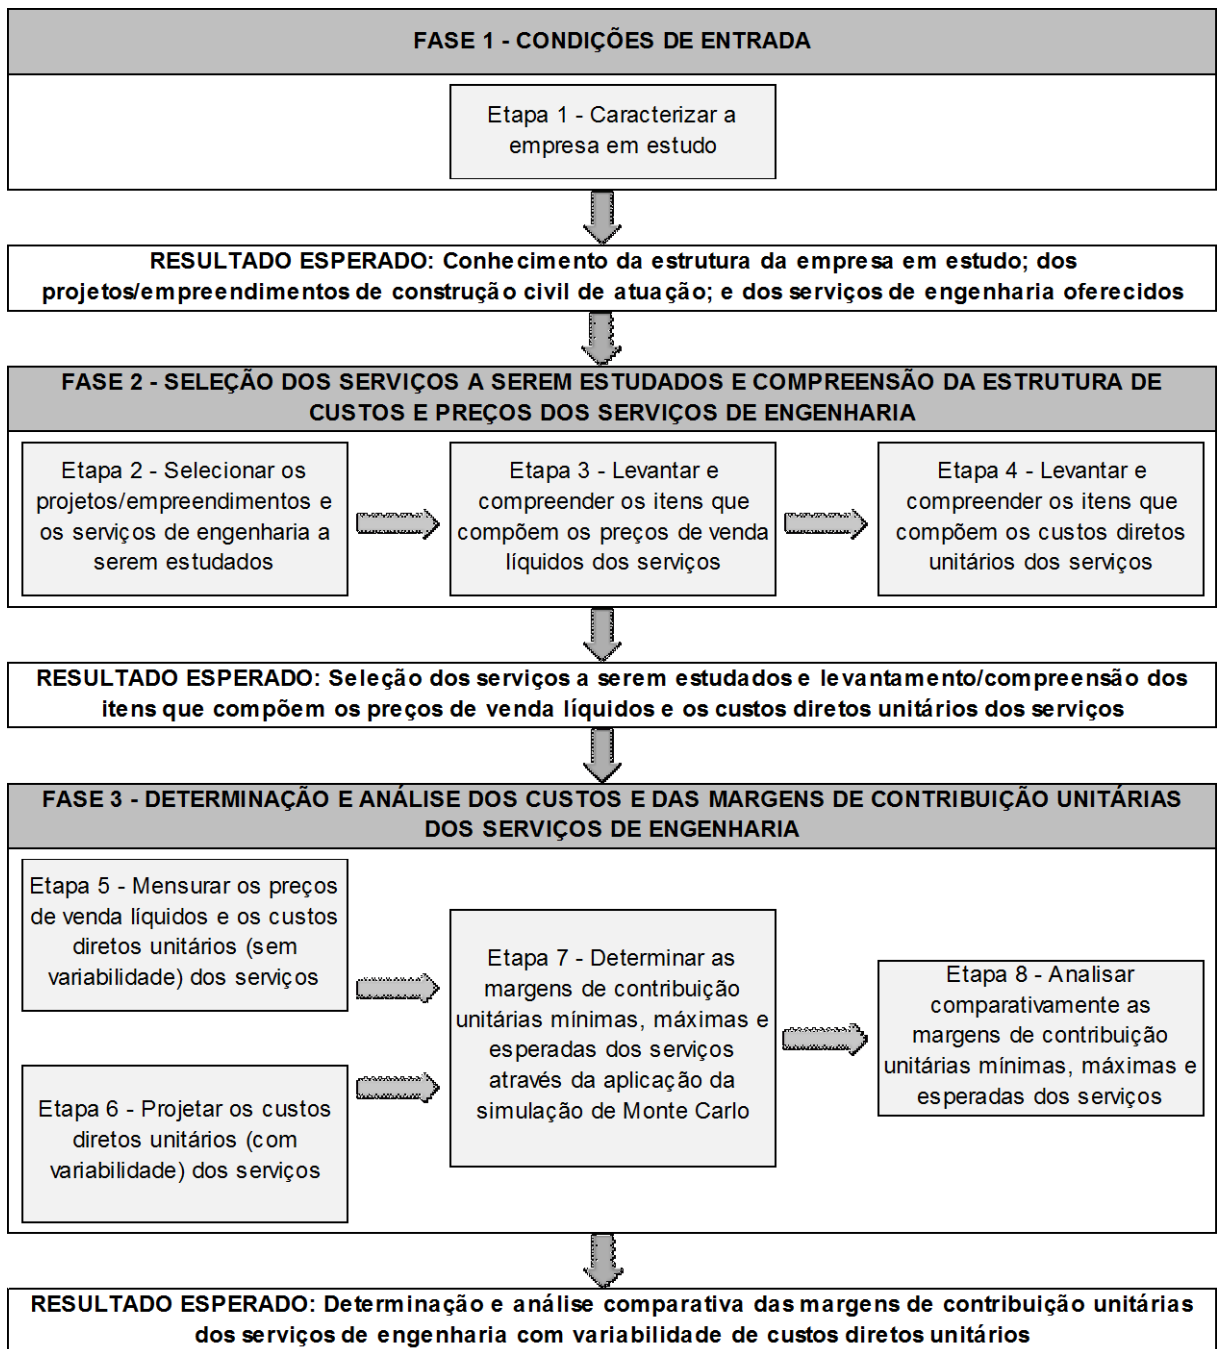 FASE 1 - CONDIÇÕES DE ENTRADA
Etapa 1 - Caracterizar a
empresa em estudo
RESULTADO ESPERADO: Conhecimento da estrutura da empresa em estudo; dos
projetos/empreendimentos de construção civil de atuação; e dos serviços de engenharia oferecidos
FASE 2 - SELEÇÃO DOS SERVIÇOS A SEREM ESTUDADOS E COMPREENSÃO DA ESTRUTURA DE
CUSTOS E PREÇOS DOS SERVIÇOS DE ENGENHARIA
Etapa 2 - Selecionar os
projetos/empreendimentos e
os serviços de engenharia a
serem estudados
Etapa 3 - Levantar e
compreender os itens que
compõem os preços de venda
líquidos dos serviços
Etapa 4 - Levantar e
compreender os itens que
compõem os custos diretos
unitários dos serviços
RESULTADO ESPERADO: Seleção dos serviços a serem estudados e levantamento/compreensão dos
itens que compõem os preços de venda líquidos e os custos diretos unitários dos serviços
FASE 3 - DETERMINAÇÃO E ANÁLISE DOS CUSTOS E DAS MARGENS DE CONTRIBUIÇÃO UNITÁRIAS
DOS SERVIÇOS DE ENGENHARIA
Etapa 5 - Mensurar os preços
de venda líquidos e os custos
diretos unitários (sem
variabilidade) dos serviços
Etapa 6 - Projetar os custos
diretos unitários (com
variabilidade) dos serviços
Etapa 7 - Determinar as
margens de contribuição
unitárias mínimas, máximas e
esperadas dos serviços
através da aplicação da
simulação de Monte Carlo
Etapa 8 - Analisar
comparativamente as
margens de contribuição
unitárias mínimas, máximas e
esperadas dos serviços
RESULTADO ESPERADO: Determinação e análise comparativa das margens de contribuição unitárias
dos serviços de engenharia com variabilidade de custos diretos unitários